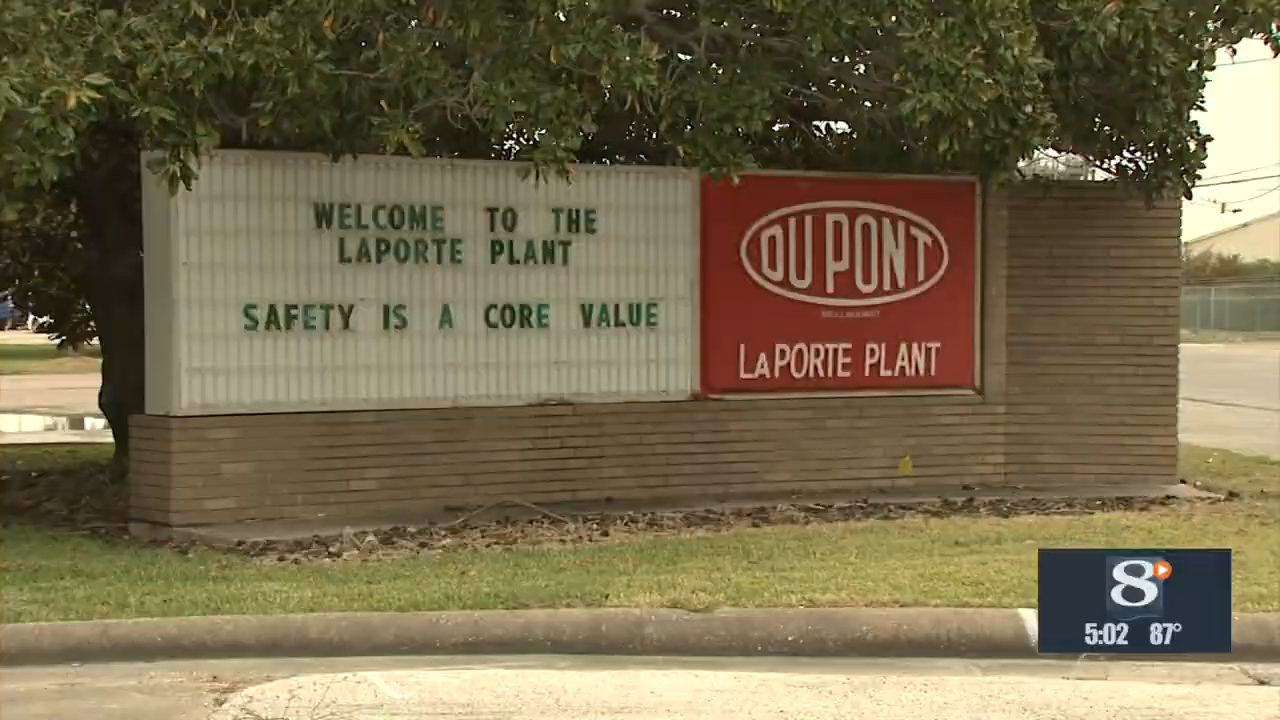 WELCOME TO THE
LAPORTE PLANT
SAFETY IS A CORE VALUE
DUPONT
LaPORTE PLANT
8
5:02 87°